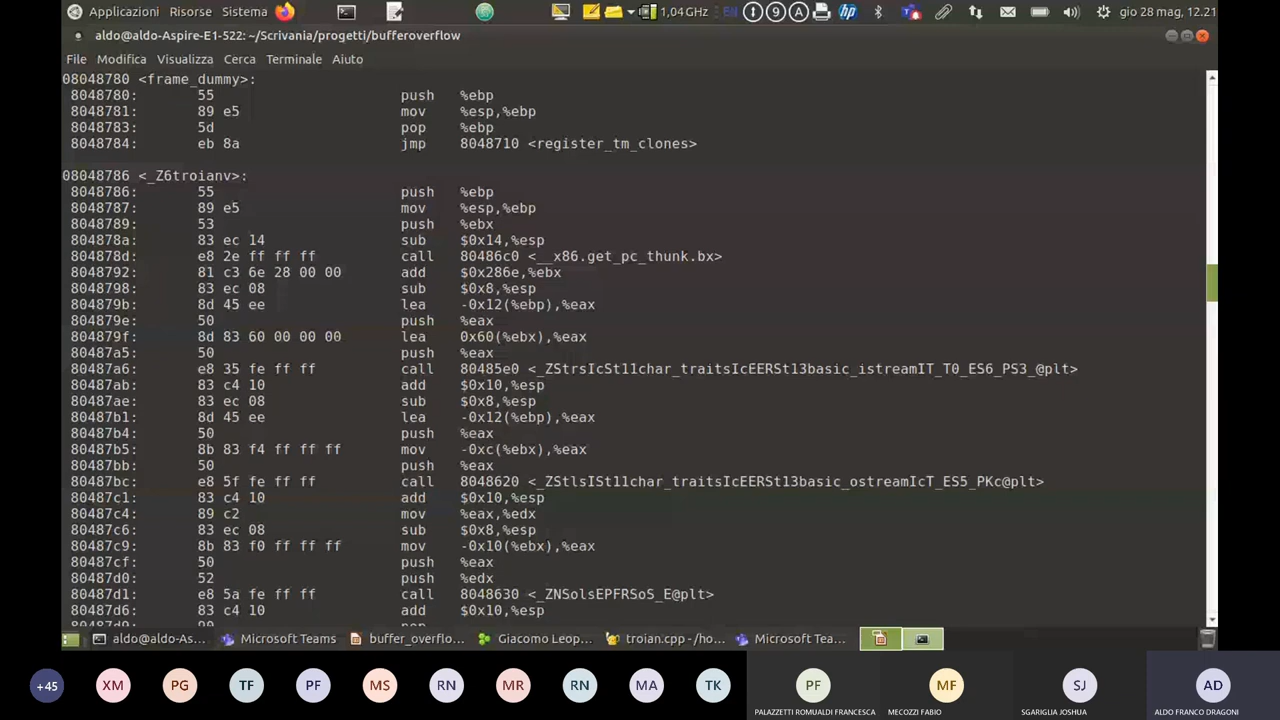 Applicazioni Risorse Sistema 1,04GHz EN 9 A hp gio 28 mag, 12.21
aldo@aldo-Aspire-E1-522: ~/Scrivania/progetti/bufferoverflow
File Modifica Visualizza Cerca Terminale Aiuto
08048780 <frame_dummy>:
8048780: 55 push %ebp
8048781: 89 e5 mov %esp,%ebp
8048783: 5d pop %ebp
8048784: eb 8a jmp 8048710 <register_tm_clones>
08048786 <_Z6troianv>:
8048786: 55 push %ebp
8048787: 89 e5 mov %esp,%ebp
8048789: 53 push %ebx
804878a: 83 ec 14 sub $0x14,%esp
804878d: e8 2e ff ff ff call 80486c0 <__x86.get_pc_thunk.bx>
8048792: 81 c3 6e 28 00 00 add $0x286e,%ebx
8048798: 83 ec 08 sub $0x8,%esp
804879b: 8d 45 ee lea -0x12(%ebp),%eax
804879e: 50 push %eax
804879f: 8d 83 60 00 00 00 lea 0x60(%ebx),%eax
80487a5: 50 push %eax
80487a6: e8 35 fe ff ff call 80485e0 <_ZStrsIcSt11char_traitsIcEERSt13basic_istreamIT_T0_ES6_PS3_@plt>
80487ab: 83 c4 10 add $0x10,%esp
80487ae: 83 ec 08 sub $0x8,%esp
80487b1: 8d 45 ee lea -0x12(%ebp),%eax
80487b4: 50 push %eax
80487b5: 8b 83 f4 ff ff ff mov -0xc(%ebx),%eax
80487bb: 50 push %eax
80487bc: e8 5f fe ff ff call 8048620 <_ZStlsISt11char_traitsIcEERSt13basic_ostreamIcT_ES5_PKc@plt>
80487c1: 83 c4 10 add $0x10,%esp
80487c4: 89 c2 mov %eax,%edx
80487c6: 83 ec 08 sub $0x8,%esp
80487c9: 8b 83 f0 ff ff ff mov -0x10(%ebx),%eax
80487cf: 50 push %eax
80487d0: 52 push %edx
80487d1: e8 5a fe ff ff call 8048630 <_ZNSolsEPFRSoS_E@plt>
80487d6: 83 c4 10 add $0x10,%esp
aldo@aldo-As... Microsoft Teams buffer_overflo... Giacomo Leop... troian.cpp ~/ho... Microsoft Tea...
+45 XM PG TF PF MS RN MR RN MA TK PF MF SJ AD
PALAZZETTI ROMUALDI FRANCESCA MECOZZI FABIO SGARIGLIA JOSHUA ALDO FRANCO DRAGONI